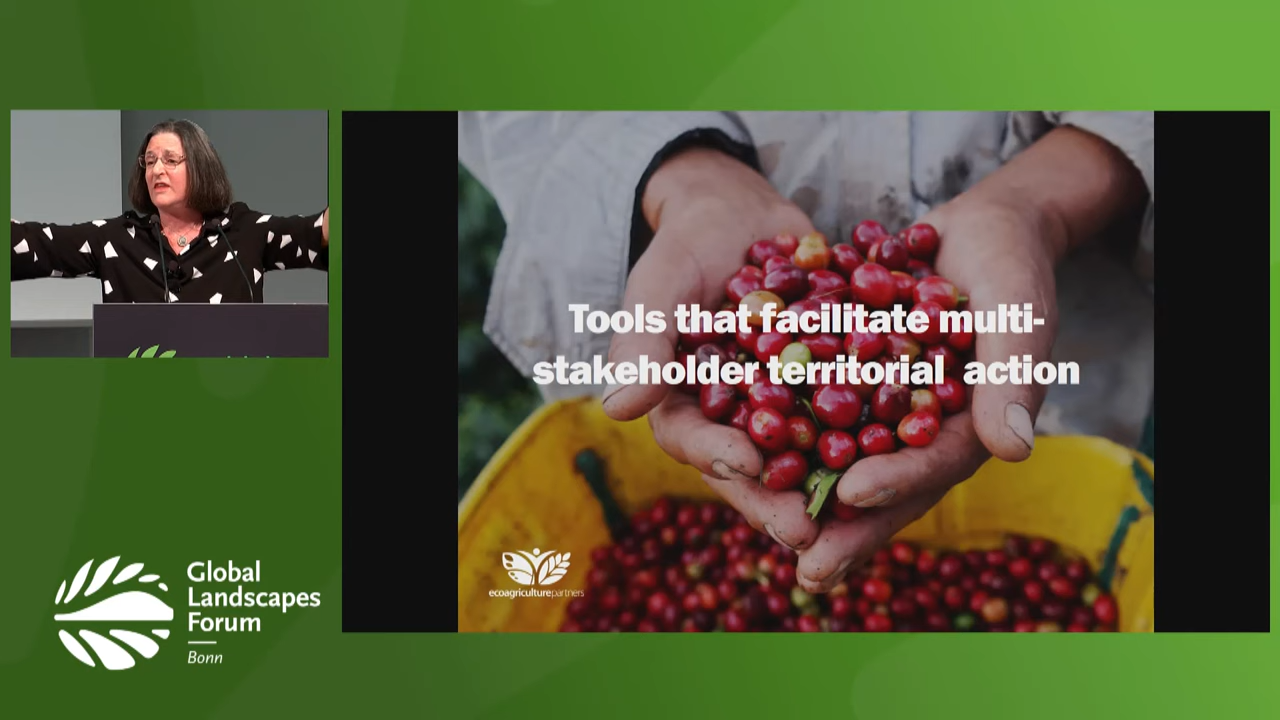 Tools that facilitate multi-
stakeholder territorial action
ecoagriculturepartners
Global
Landscapes
Forum
Bonn